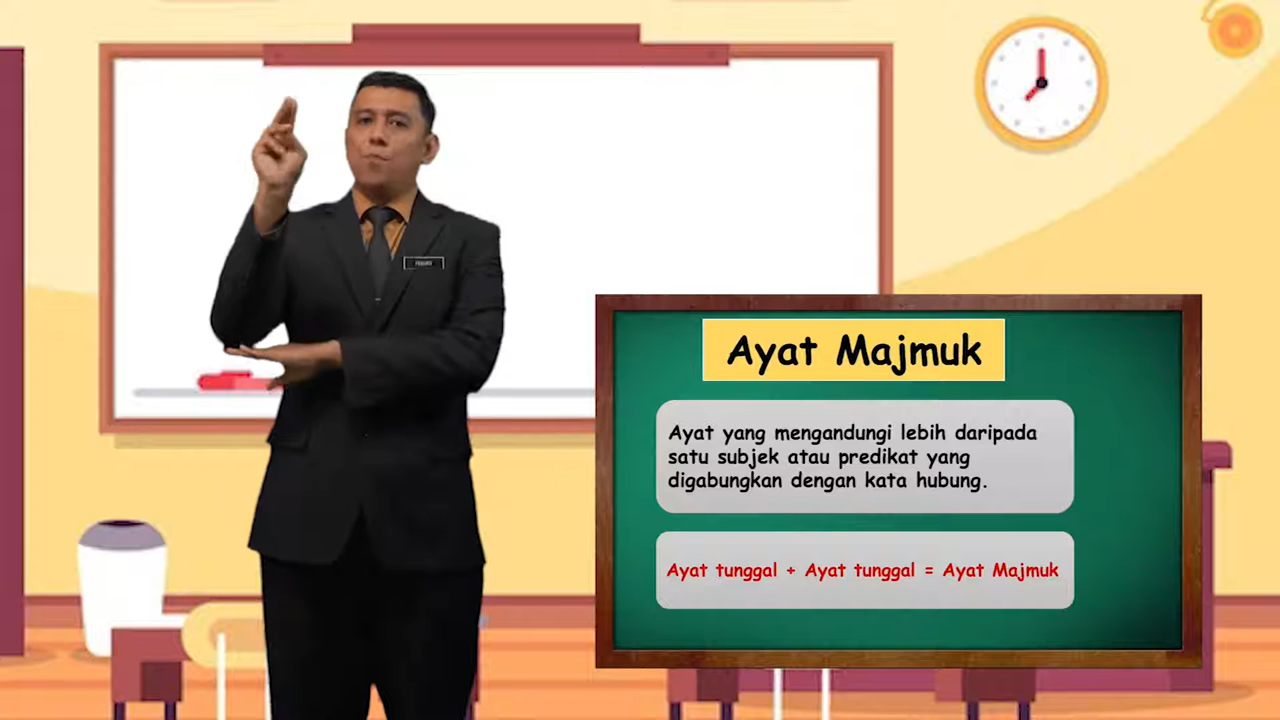 Ayat Majmuk
Ayat yang mengandungi lebih daripada
satu subjek atau predikat yang
digabungkan dengan kata hubung.
Ayat tunggal + Ayat tunggal = Ayat Majmuk